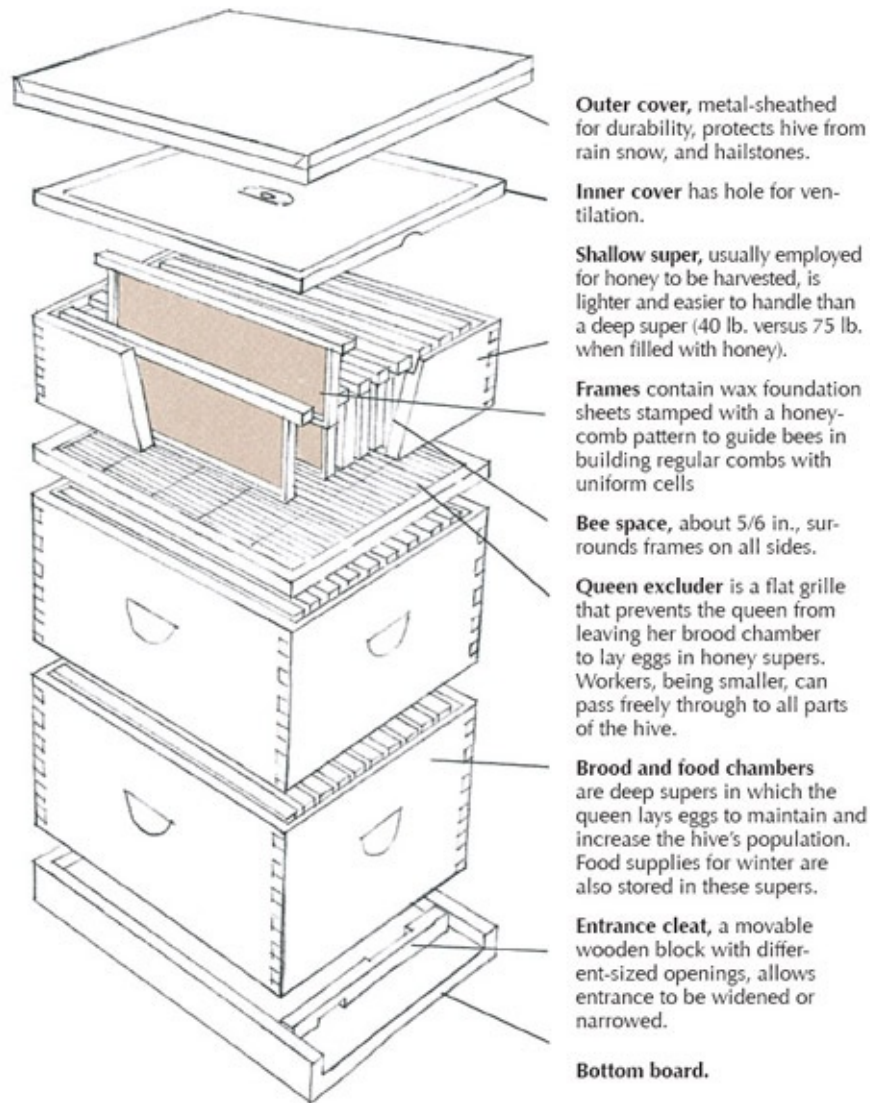 Outer cover, metal-sheathed
for durability, protects hive from
rain snow, and hailstones.
Inner cover has hole for ven-
tilation.
Shallow super, usually employed
for honey to be harvested, is
lighter and easier to handle than
a deep super (40 lb. versus 75 lb.
when filled with honey).
Frames contain wax foundation
sheets stamped with a honey-
comb pattern to guide bees in
building regular combs with
uniform cells
Bee space, about 5/6 in., sur-
rounds frames on all sides.
Queen excluder is a flat grille
that prevents the queen from
leaving her brood chamber
to lay eggs in honey supers.
Workers, being smaller, can
pass freely through to all parts
of the hive.
Brood and food chambers
are deep supers in which the
queen lays eggs to maintain and
increase the hive's population.
Food supplies for winter are
also stored in these supers.
Entrance cleat, a movable
wooden block with differ-
ent-sized openings, allows
entrance to be widened or
narrowed.
Bottom board.